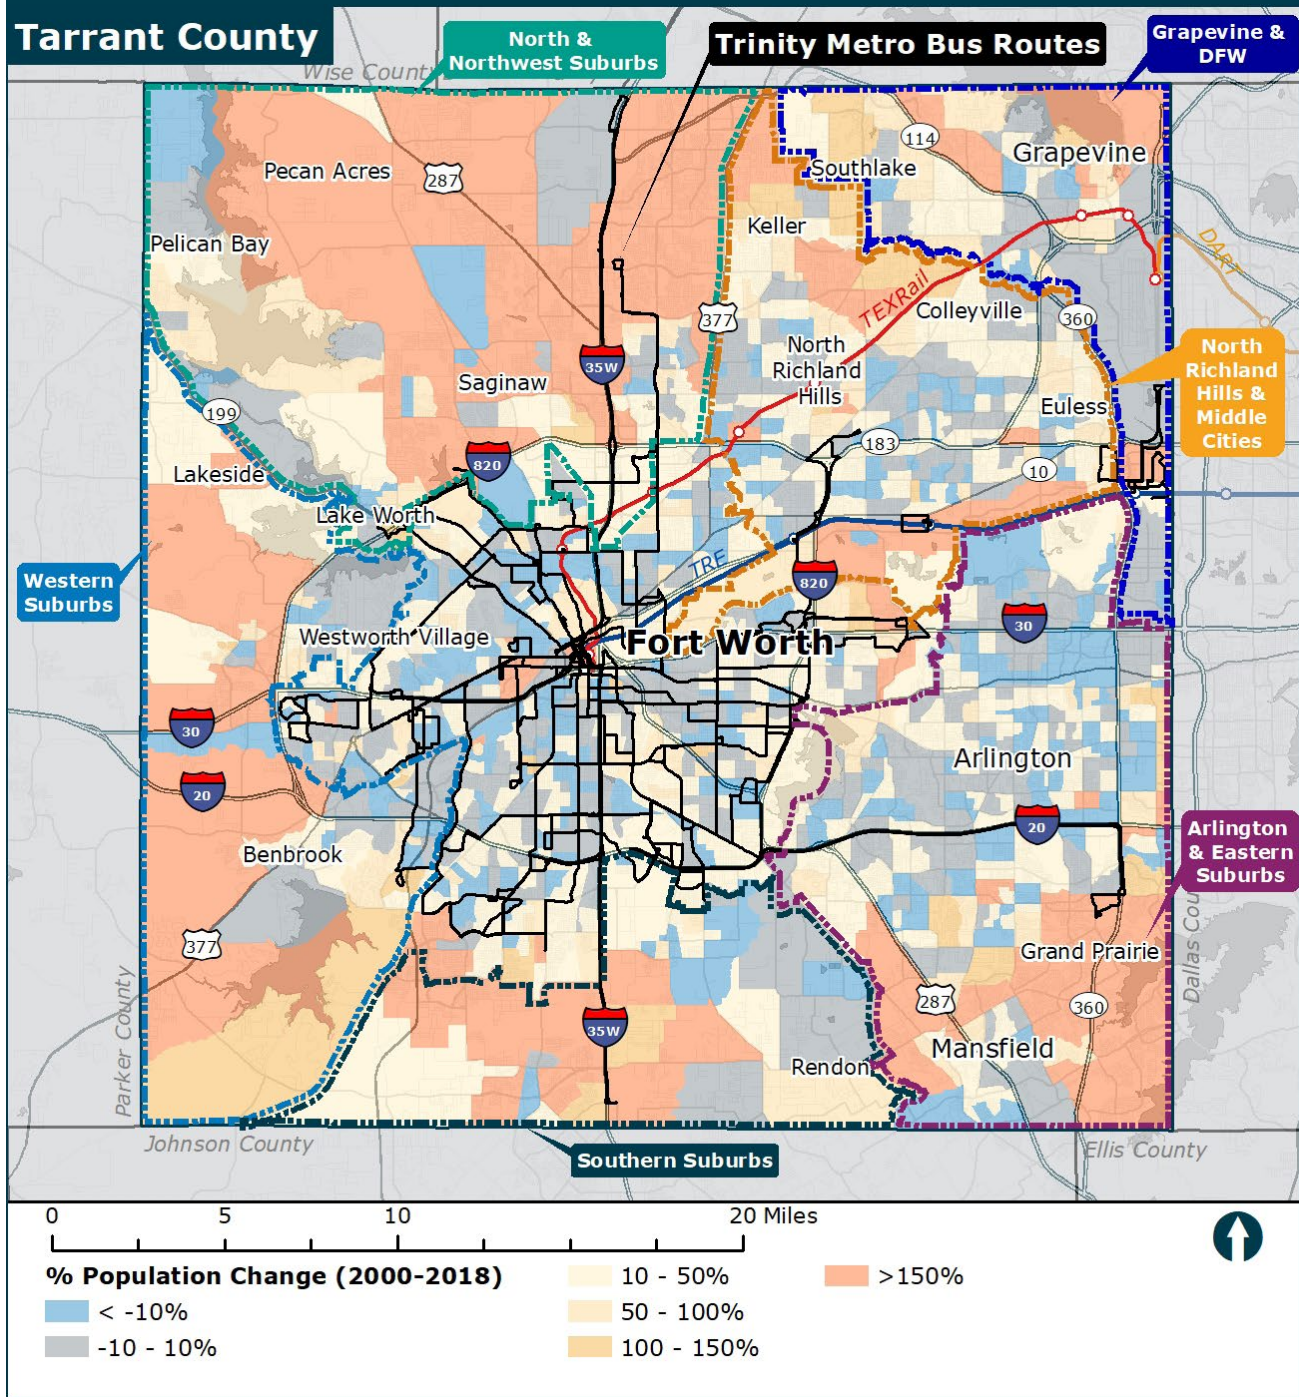 Tarrant County
North &
Northwest Suburbs
Trinity Metro Bus Routes
Grapevine &
DFW
Wise County
114
Grapevine
Pecan Acres
287
Southlake
Keller
Pelican Bay
DART
TEXRail
Colleyville
377
360
North
Richland
Hills
North
Richland
Hills &
Middle
Cities
35W
Saginaw
199
Euless
183
820
10
Lakeside
Lake Worth
Western
Suburbs
TRE
820
30
Westworth Village
Fort Worth
30
Arlington
20
20
Arlington
& Eastern
Suburbs
Benbrook
377
Grand Prairie
Dallas Cou
287
360
35W
Parker County
Mansfield
Rendon
Johnson County
Ellis County
Southern Suburbs
0 5 10 20 Miles
% Population Change (2000-2018)
< -10%
-10 - 10%
10 - 50%
50 - 100%
100 - 150%
>150%